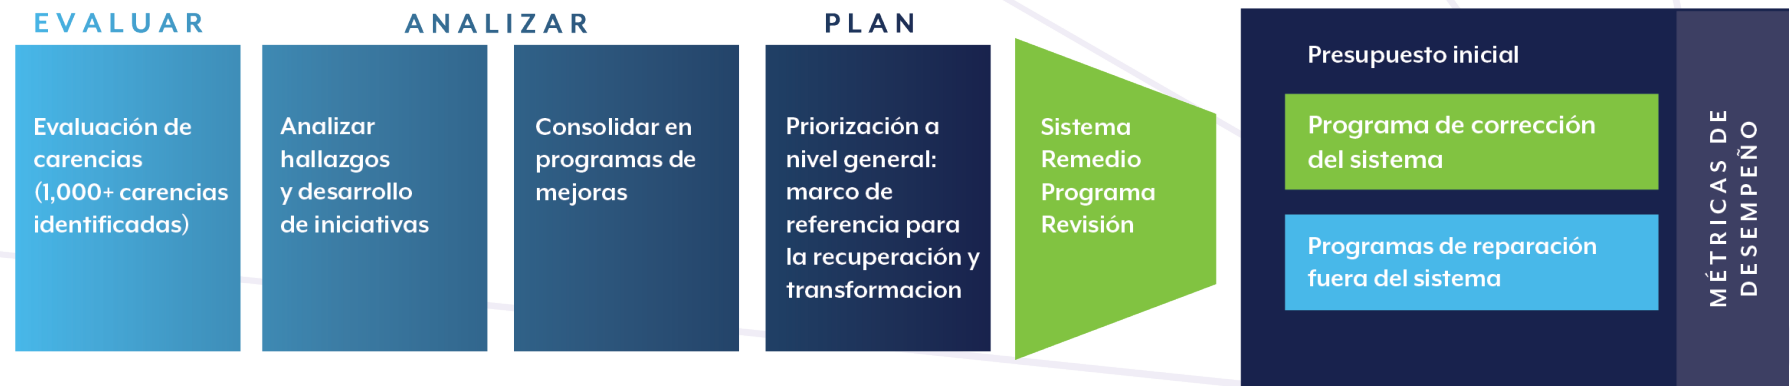 EVALUAR
Evaluación de
carencias
(1,000+ carencias
identificadas)
ANALIZAR
Analizar
hallazgos
y desarrollo
de iniciativas
Consolidar en
programas de
mejoras
PLAN
Priorización a
nivel general:
marco de
referencia para
la recuperación y
transformacion
Sistema
Remedio
Programa
Revisión
Presupuesto inicial
Programa de corrección
del sistema
Programas de reparación
fuera del sistema
MÉTRICAS DE
DESEMPEÑO